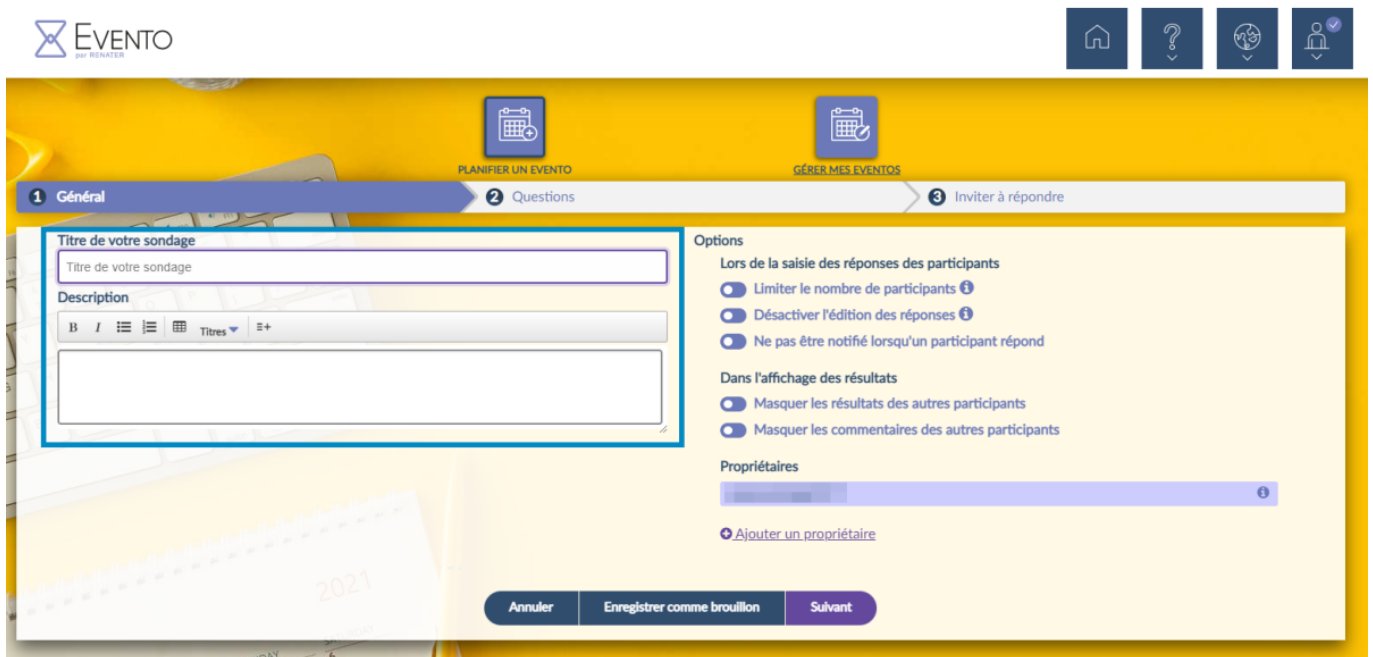 EVENTO
par RENATER
PLANIFIER UN EVENTO
GÉRER MES EVENTOS
1 Général
2 Questions
3 Inviter à répondre
Titre de votre sondage
Titre de votre sondage
Description
B I Titres
Options
Lors de la saisie des réponses des participants
Limiter le nombre de participants
Désactiver l'édition des réponses
Ne pas être notifié lorsqu'un participant répond
Dans l'affichage des résultats
Masquer les résultats des autres participants
Masquer les commentaires des autres participants
Propriétaires
Ajouter un propriétaire
2021
SATURDAY
6
Annuler Enregistrer comme brouillon Suivant